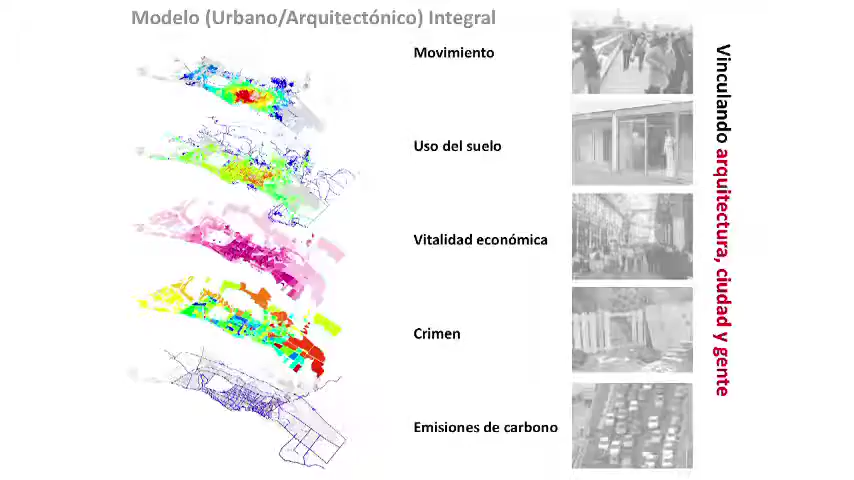 Modelo (Urbano/Arquitectónico) Integral
Movimiento
Uso del suelo
Vitalidad económica
Crimen
Emisiones de carbono
Vinculando arquitectura, ciudad y gente